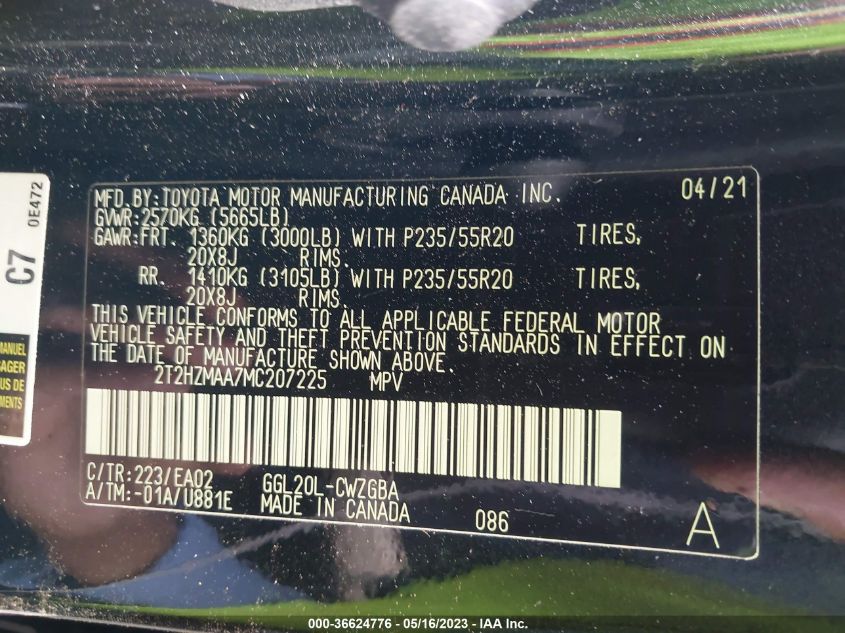 MFD.BY:TOYOTA MOTOR MANUFACTURING CANADA INC. 04/21
GVWR:2570KG (5665LB)
GAWR:FRT. 1360KG (3000LB) WITH P235/55R20 TIRES,
20X8J RIMS.
RR. 1410KG (3105LB) WITH P235/55R20 TIRES,
20X8J RIMS.
THIS VEHICLE CONFORMS TO ALL APPLICABLE FEDERAL MOTOR
VEHICLE SAFETY AND THEFT PREVENTION STANDARDS IN EFFECT ON
THE DATE OF MANUFACTURE SHOWN ABOVE.
2T2HZMAA7MC207225 MPV
C/TR:223/EA02 GGL20L-CWZGBA
A/TM:-01A/U881E MADE IN CANADA 086 A
C7 0E472
MANUEL
US DE
000-36624776 - 05/16/2023 - IAA Inc.